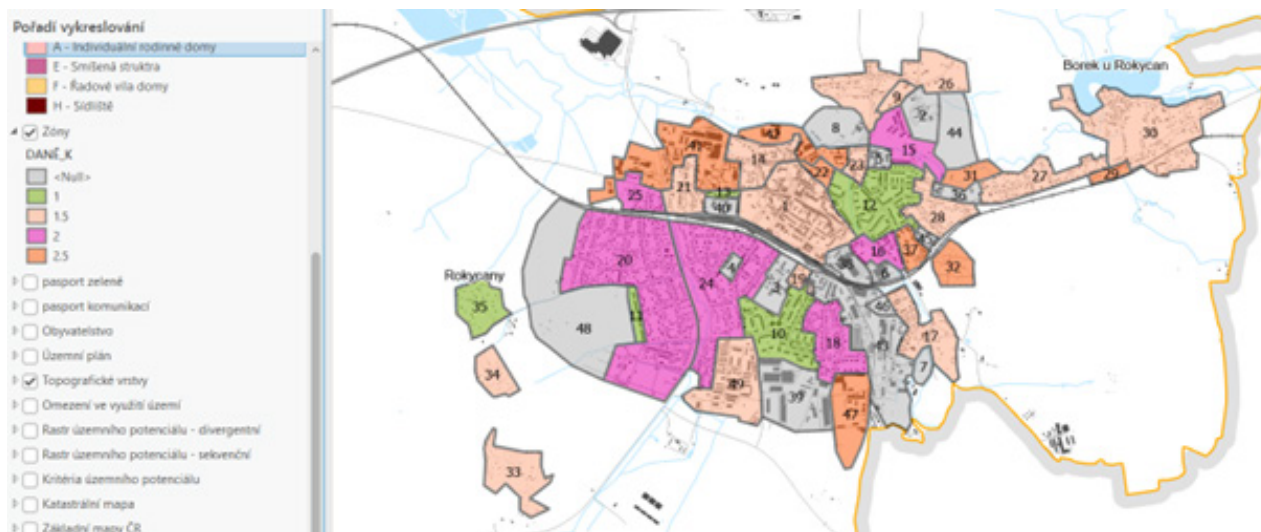 Pořadí vykreslování
A - Individuální rodinné domy
E - Smíšená struktra
F - Řadové vila domy
H - Sídliště
Zóny
DANĚ_K
<Null>
1
1.5
2
2.5
pasport zeleně
pasport komunikací
Obyvatelstvo
Územní plán
Topografické vrstvy
Omezení ve využití území
Rastr územního potenciálu - divergentní
Rastr územního potenciálu - sekvenční
Kritéria územního potenciálu
Katastrální mapa
Základní mapy ČR
Borek u Rokycan
26
9
2
44
8
15
30
41
14
23
22
31
27
29
21
13
25
40
1
12
36
28
16
37
32
6
Rokycany
35
20
24
4
48
11
10
18
46
17
7
34
39
47
33